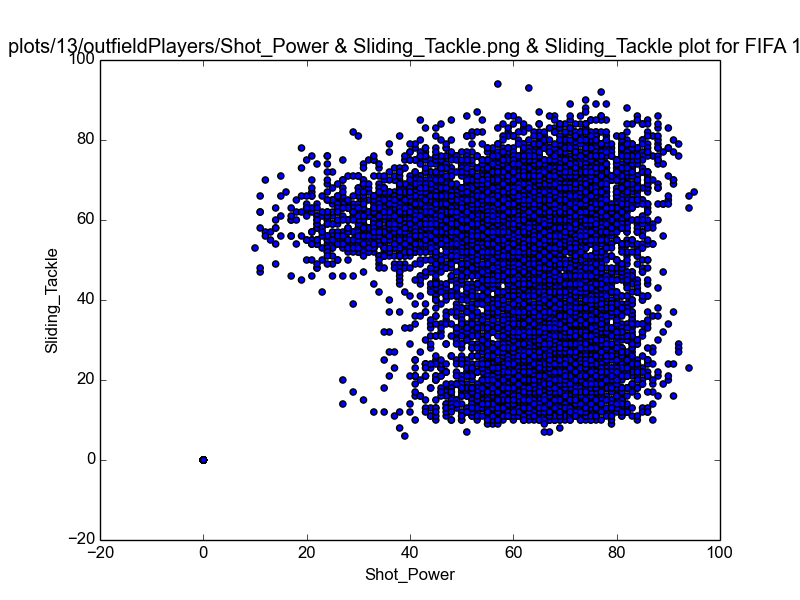 plots/13/outfieldPlayers/Shot_Power & Sliding_Tackle.png & Sliding_Tackle plot for FIFA 1
100
80
60
40
20
0
−20
Sliding_Tackle
−20 0 20 40 60 80 100
Shot_Power